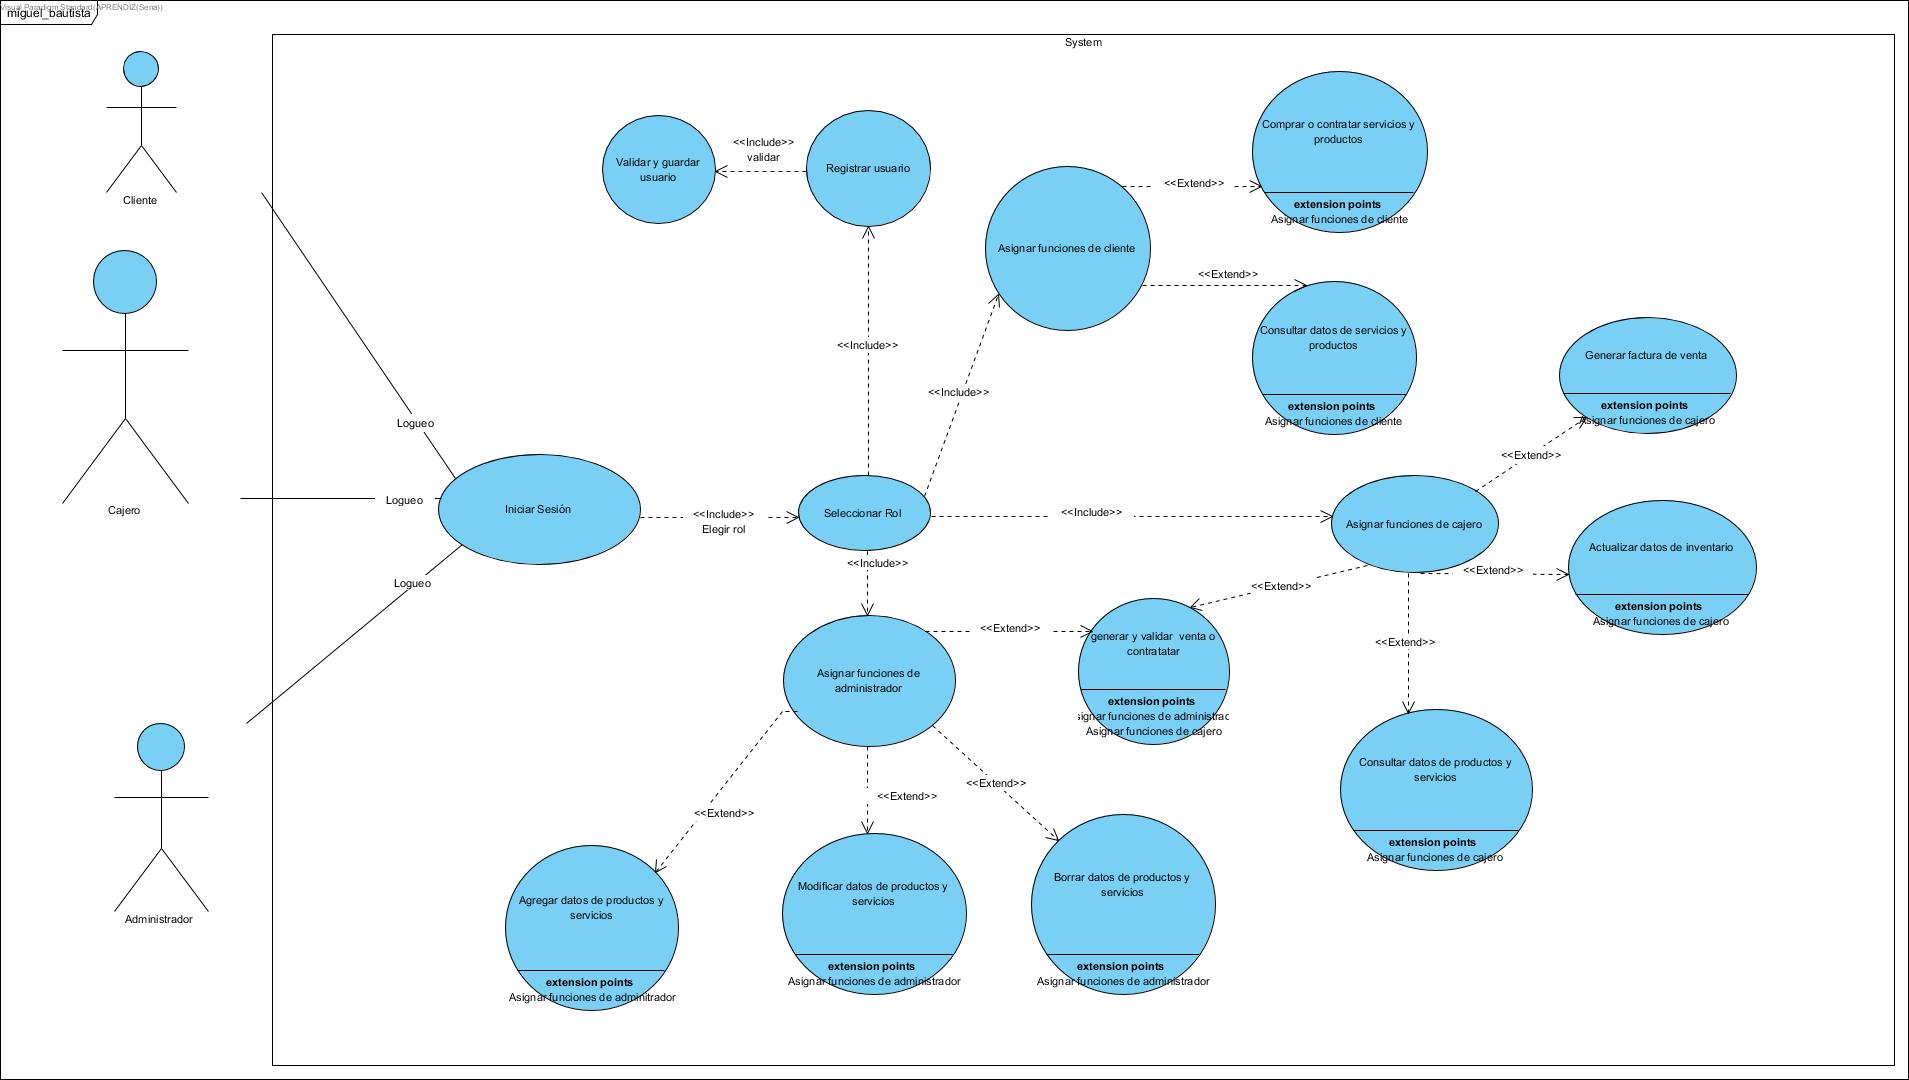 Visual Paradigm Standard(APRENDIZ(Sena))
miguel_bautista
System
Cliente
Cajero
Administrador
Logueo
Logueo
Logueo
Iniciar Sesión
<<Include>>
Elegir rol
Seleccionar Rol
<<Include>>
Registrar usuario
<<Include>>
validar
Validar y guardar
usuario
<<Include>>
Asignar funciones de cliente
<<Extend>>
Comprar o contratar servicios y
productos
extension points
Asignar funciones de cliente
<<Extend>>
Consultar datos de servicios y
productos
extension points
Asignar funciones de cliente
<<Include>>
Asignar funciones de cajero
<<Extend>>
Generar factura de venta
extension points
Asignar funciones de cajero
<<Extend>>
Actualizar datos de inventario
extension points
Asignar funciones de cajero
<<Extend>>
Consultar datos de productos y
servicios
extension points
Asignar funciones de cajero
<<Extend>>
generar y validar venta o
contratatar
extension points
signar funciones de administrac
Asignar funciones de cajero
<<Include>>
Asignar funciones de
administrador
<<Extend>>
<<Extend>>
Agregar datos de productos y
servicios
extension points
Asignar funciones de adminitrador
<<Extend>>
Modificar datos de productos y
servicios
extension points
Asignar funciones de administrador
<<Extend>>
Borrar datos de productos y
servicios
extension points
Asignar funciones de administrador